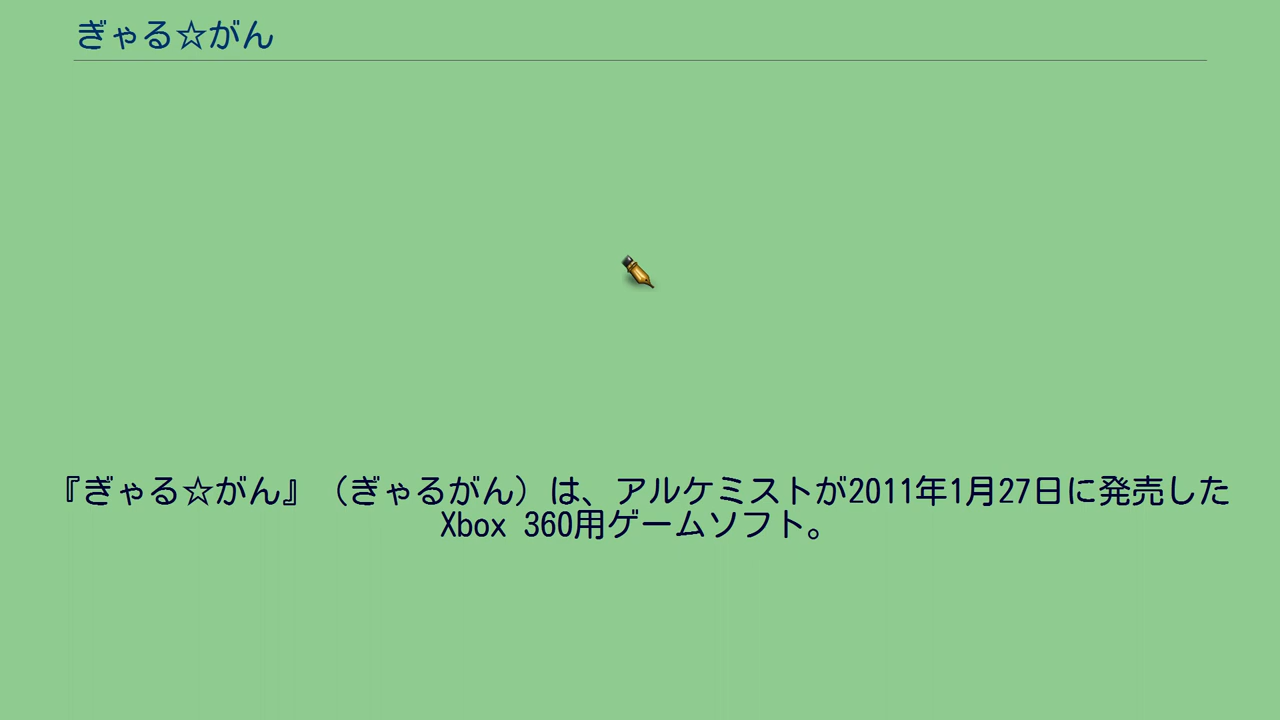 ぎゃる☆がん
『ぎゃる☆がん』（ぎゃるがん）は、アルケミストが2011年1月27日に発売した
Xbox 360用ゲームソフト。